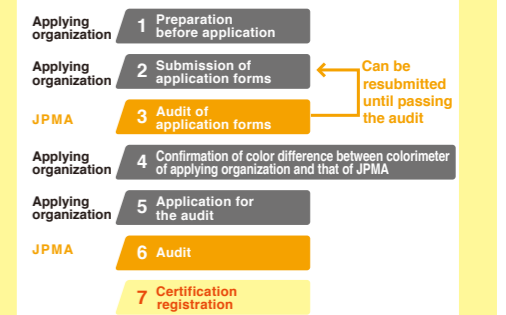 Applying
organization
1 Preparation
before application
Applying
organization
2 Submission of
application forms
Can be
resubmitted
until passing
the audit
JPMA
3 Audit of
application forms
Applying
organization
4 Confirmation of color difference between colorimeter
of applying organization and that of JPMA
Applying
organization
5 Application for
the audit
JPMA
6 Audit
7 Certification
registration